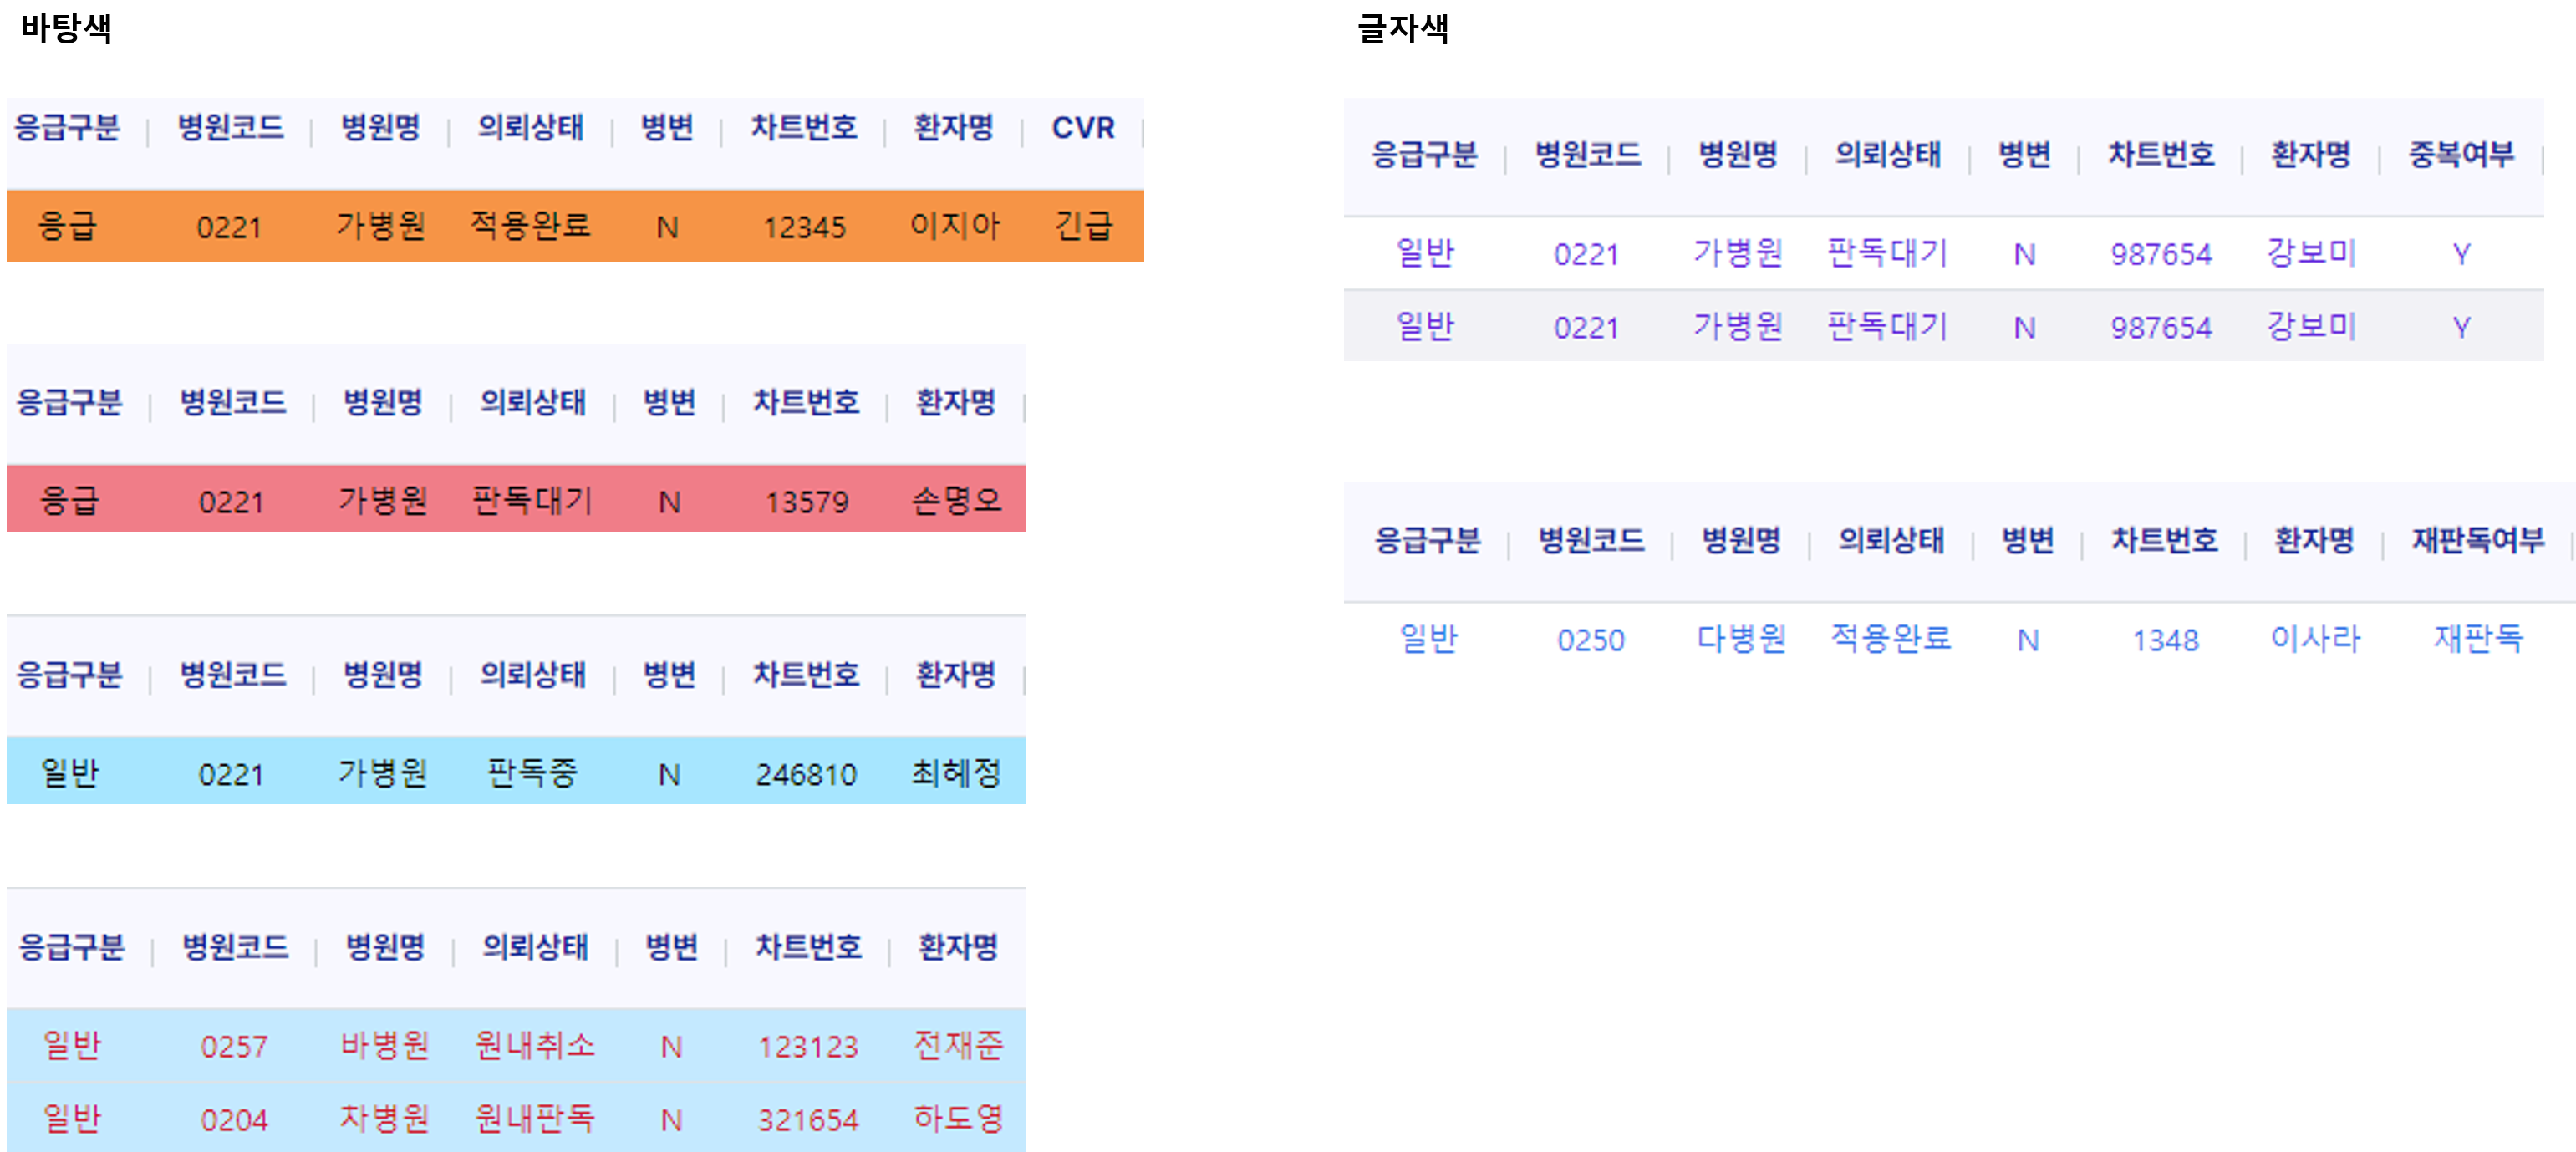 바탕색
응급구분 병원코드 병원명 의뢰상태 병변 차트번호 환자명 CVR
응급 0221 가병원 적용완료 N 12345 이지아 긴급
응급구분 병원코드 병원명 의뢰상태 병변 차트번호 환자명
응급 0221 가병원 판독대기 N 13579 손명오
응급구분 병원코드 병원명 의뢰상태 병변 차트번호 환자명
일반 0221 가병원 판독중 N 246810 최혜정
응급구분 병원코드 병원명 의뢰상태 병변 차트번호 환자명
일반 0257 바병원 원내취소 N 123123 전재준
일반 0204 차병원 원내판독 N 321654 하도영
글자색
응급구분 병원코드 병원명 의뢰상태 병변 차트번호 환자명 중복여부
일반 0221 가병원 판독대기 N 987654 강보미 Y
일반 0221 가병원 판독대기 N 987654 강보미 Y
응급구분 병원코드 병원명 의뢰상태 병변 차트번호 환자명 재판독여부
일반 0250 다병원 적용완료 N 1348 이사라 재판독